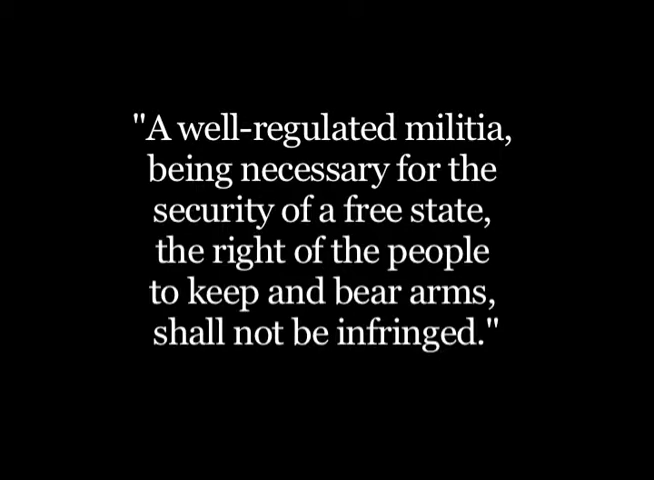 "A well-regulated militia,
being necessary for the
security of a free state,
the right of the people
to keep and bear arms,
shall not be infringed."